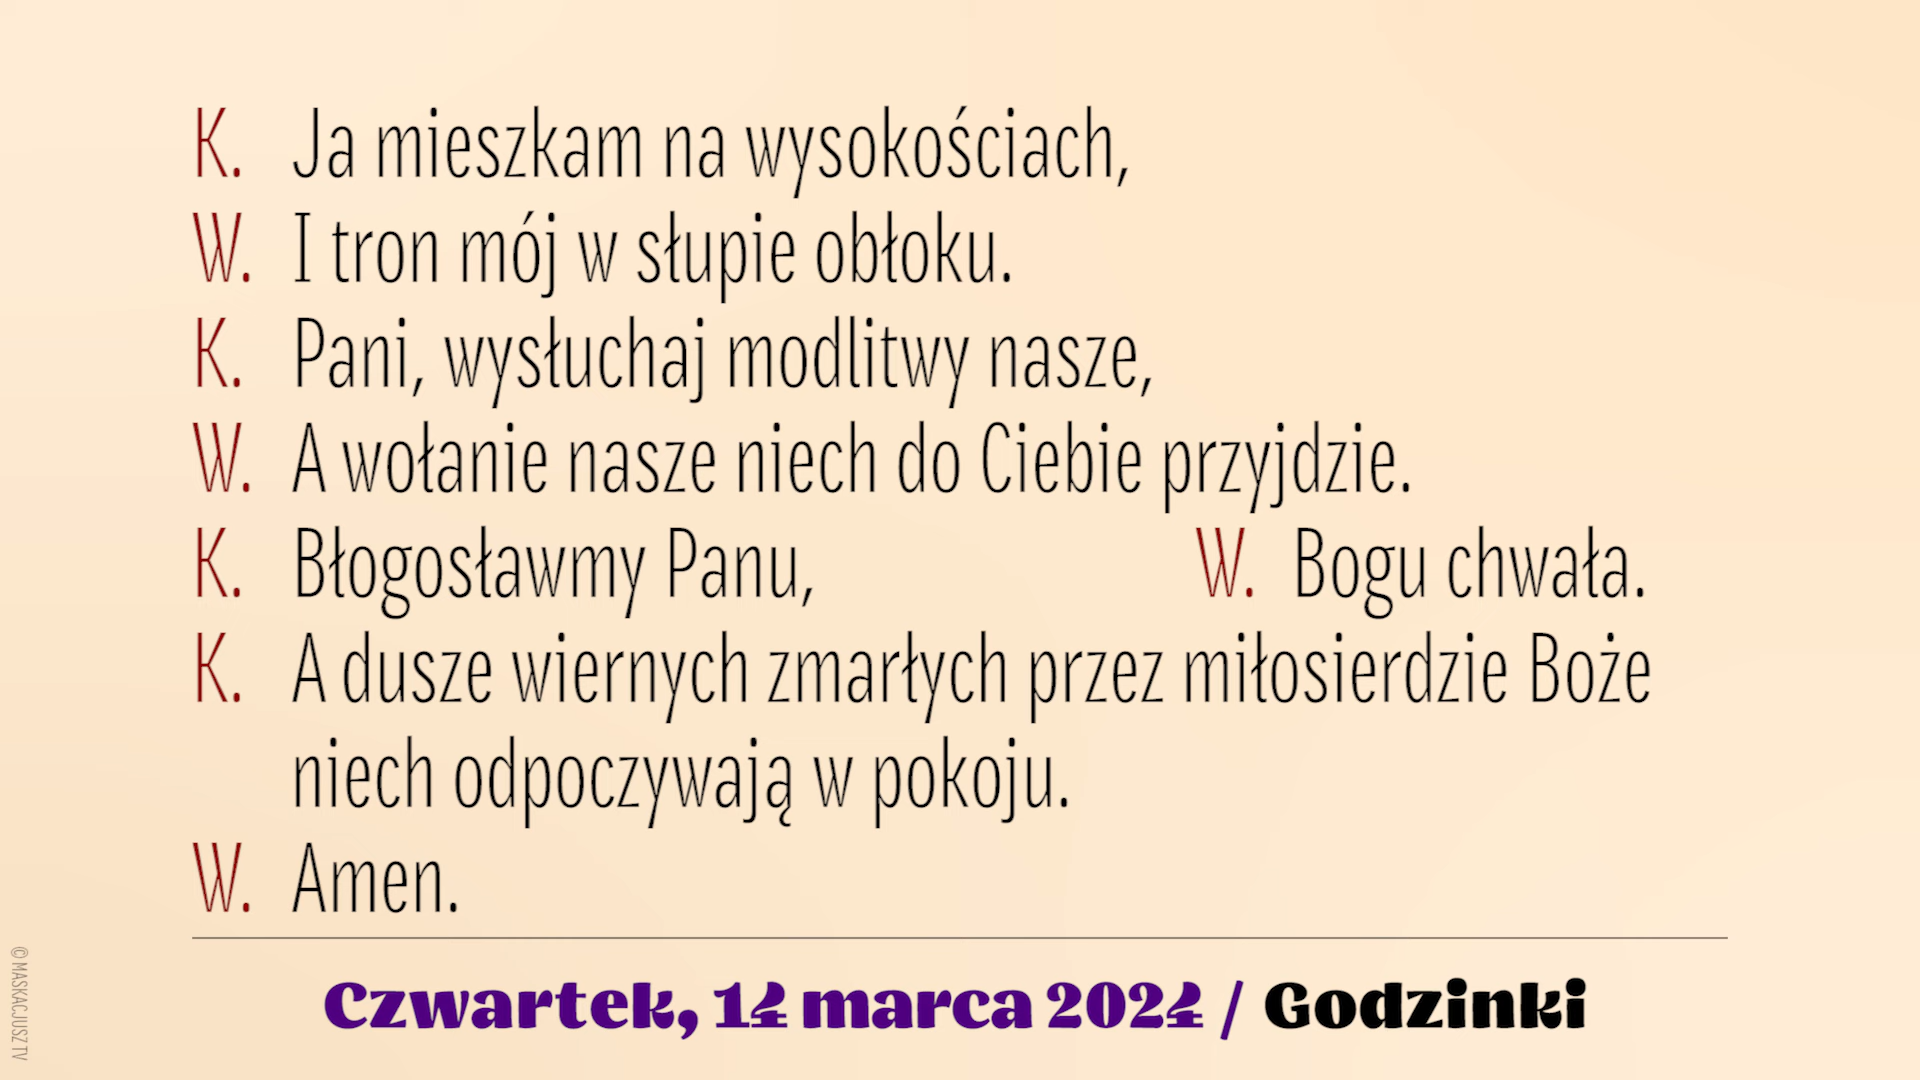 K. Ja mieszkam na wysokościach,
W. I tron mój w słupie obłoku.
K. Pani, wysłuchaj modlitwy nasze,
W. A wołanie nasze niech do Ciebie przyjdzie.
K. Błogosławmy Panu, W. Bogu chwała.
K. A dusze wiernych zmarłych przez miłosierdzie Boże
niech odpoczywają w pokoju.
W. Amen.
Czwartek, 14 marca 2024 / Godzinki
© MASKACJUSZ TV